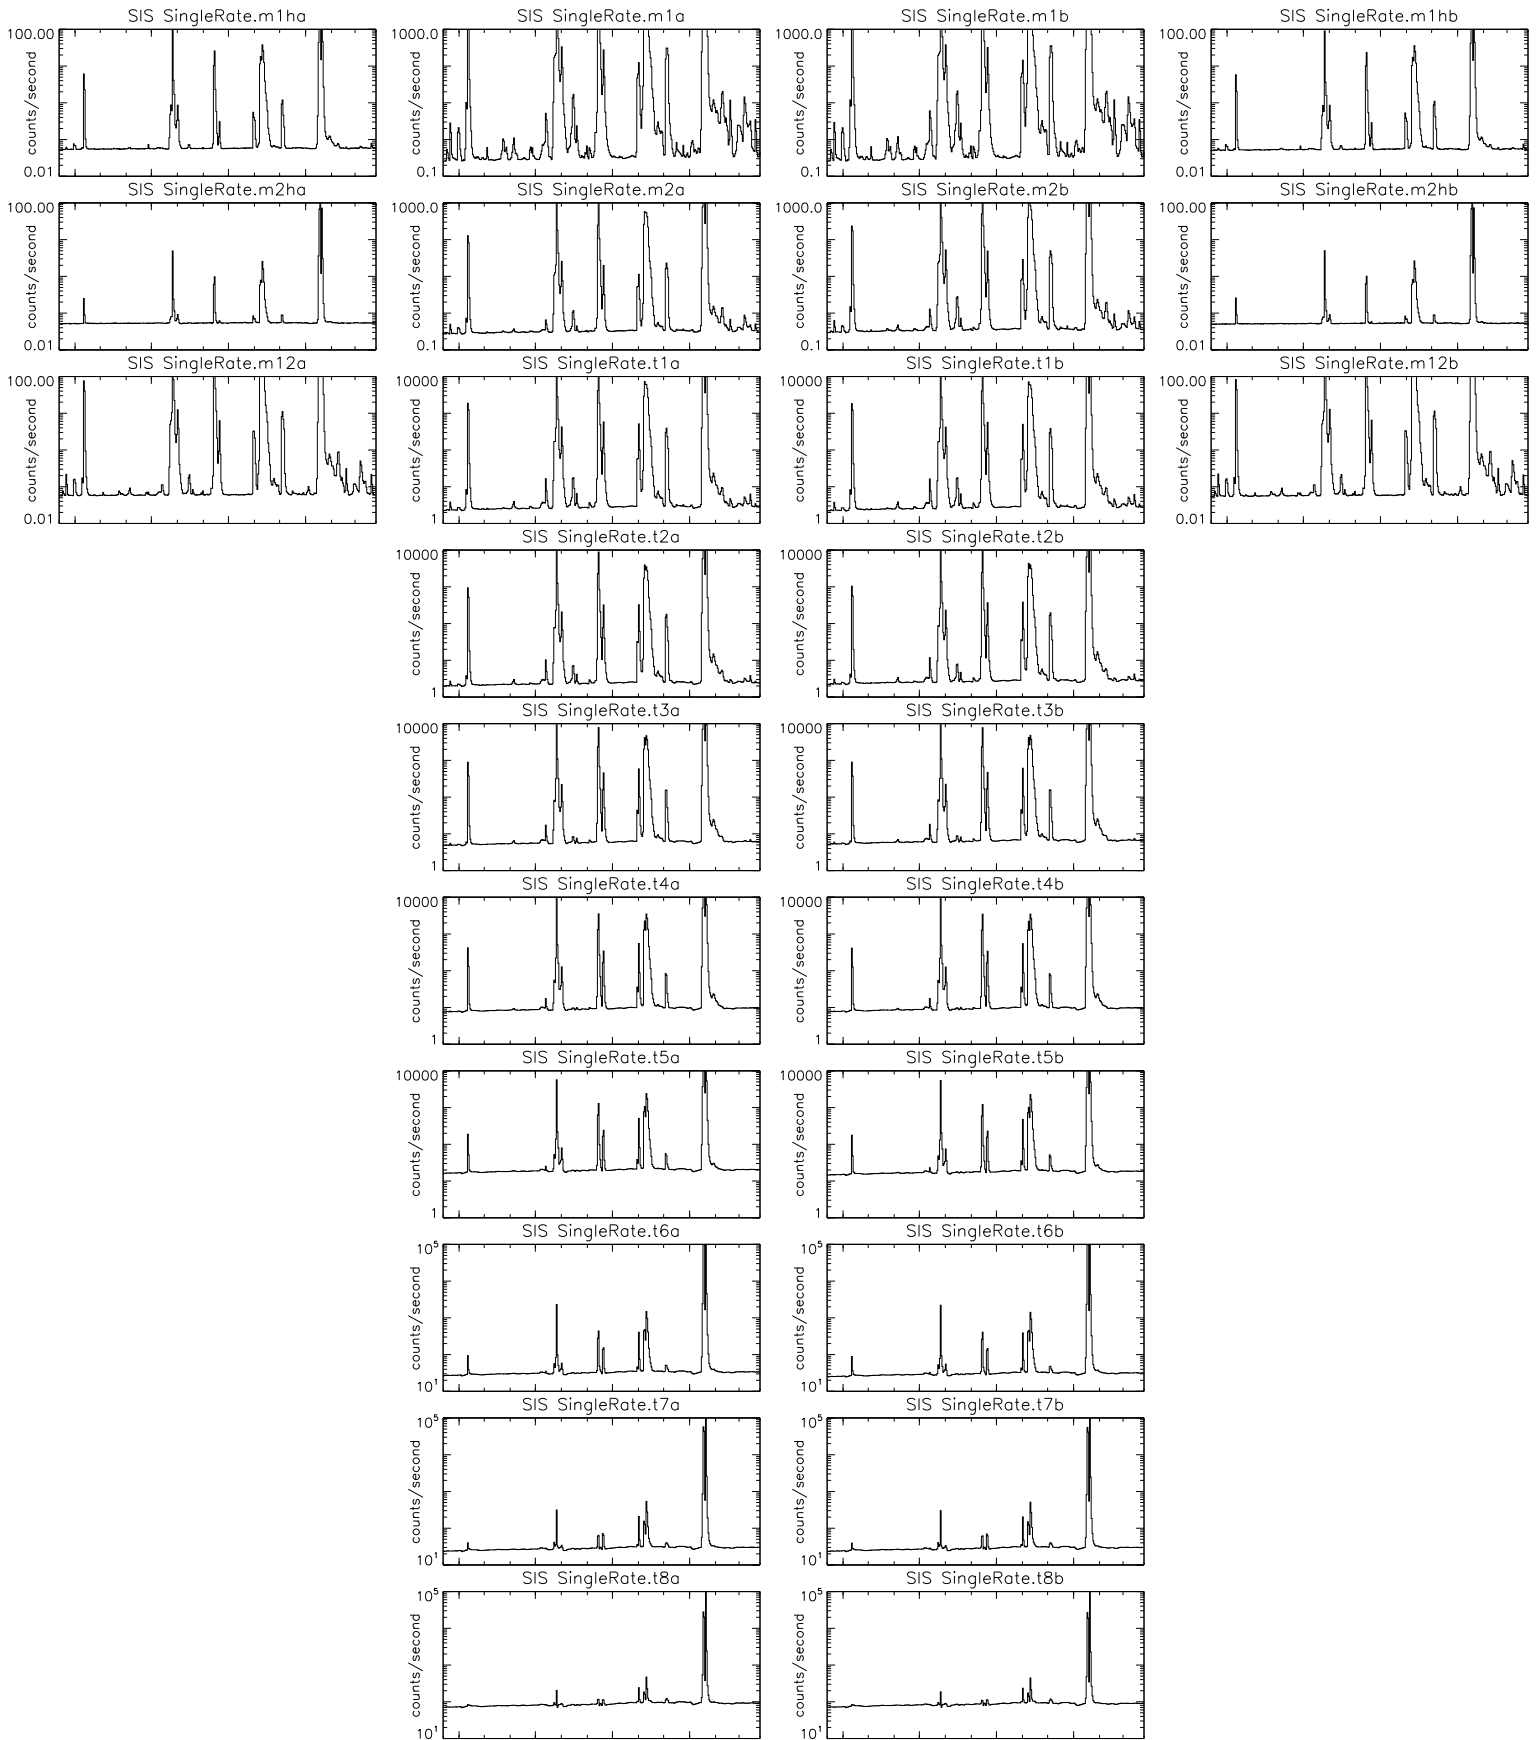 SIS SingleRate.m1ha
SIS SingleRate.m1a
SIS SingleRate.m1b
SIS SingleRate.m1hb
100.00
counts/second
0.01
1000.0
counts/second
0.1
1000.0
counts/second
0.1
100.00
counts/second
0.01
SIS SingleRate.m2ha
SIS SingleRate.m2a
SIS SingleRate.m2b
SIS SingleRate.m2hb
100.00
counts/second
0.01
1000.0
counts/second
0.1
1000.0
counts/second
0.1
100.00
counts/second
0.01
SIS SingleRate.m12a
SIS SingleRate.t1a
SIS SingleRate.t1b
SIS SingleRate.m12b
100.00
counts/second
0.01
10000
counts/second
1
10000
counts/second
1
100.00
counts/second
0.01
SIS SingleRate.t2a
SIS SingleRate.t2b
10000
counts/second
1
10000
counts/second
1
SIS SingleRate.t3a
SIS SingleRate.t3b
10000
counts/second
1
10000
counts/second
1
SIS SingleRate.t4a
SIS SingleRate.t4b
10000
counts/second
1
10000
counts/second
1
SIS SingleRate.t5a
SIS SingleRate.t5b
10000
counts/second
1
10000
counts/second
1
SIS SingleRate.t6a
SIS SingleRate.t6b
10⁵
counts/second
10¹
10⁵
counts/second
10¹
SIS SingleRate.t7a
SIS SingleRate.t7b
10⁵
counts/second
10¹
10⁵
counts/second
10¹
SIS SingleRate.t8a
SIS SingleRate.t8b
10⁵
counts/second
10¹
10⁵
counts/second
10¹